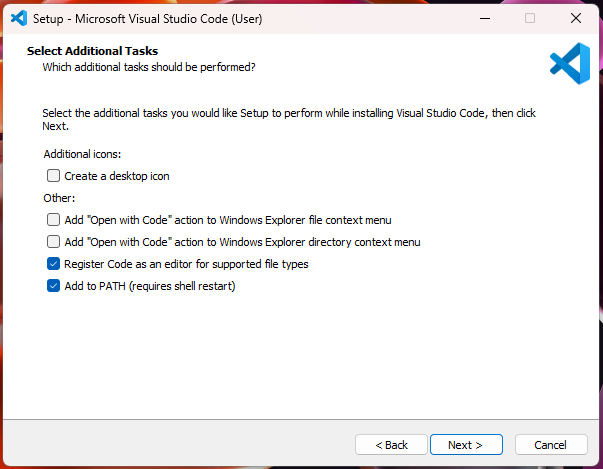 Setup - Microsoft Visual Studio Code (User)
Select Additional Tasks
Which additional tasks should be performed?
Select the additional tasks you would like Setup to perform while installing Visual Studio Code, then click
Next.
Additional icons:
Create a desktop icon
Other:
Add "Open with Code" action to Windows Explorer file context menu
Add "Open with Code" action to Windows Explorer directory context menu
Register Code as an editor for supported file types
Add to PATH (requires shell restart)
< Back
Next >
Cancel